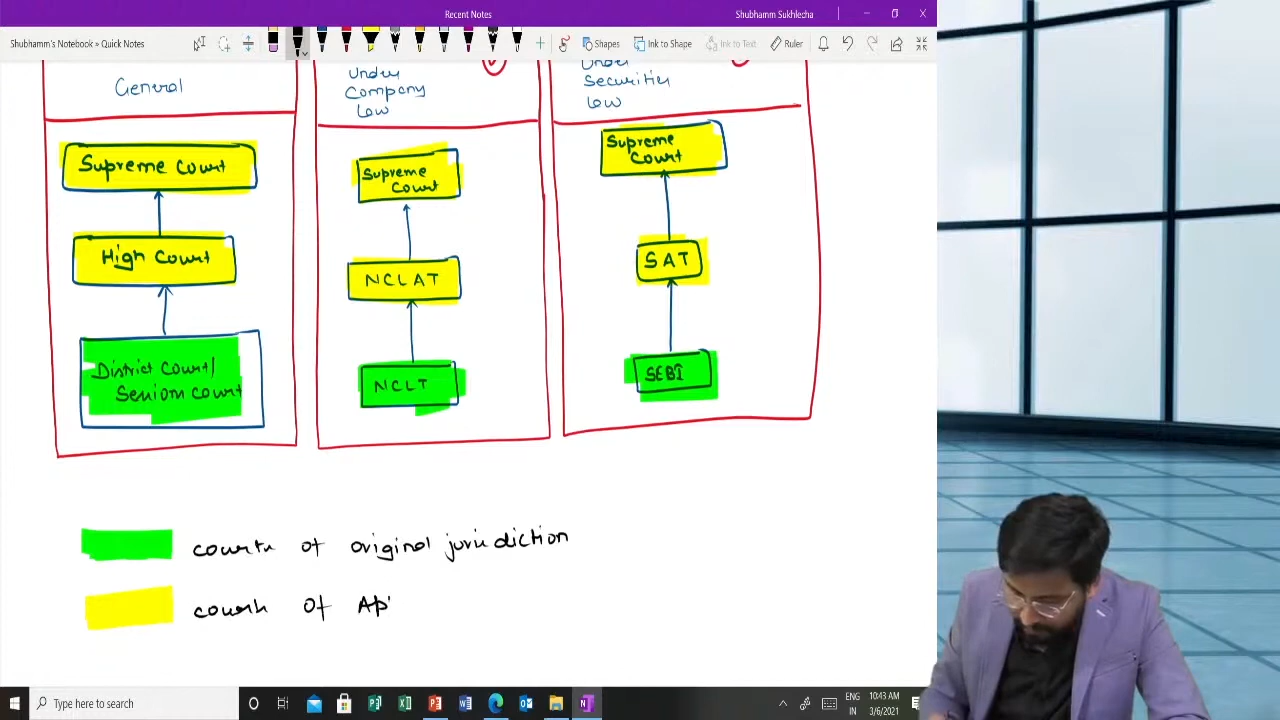 Recent Notes
Shubhamm Sukhlecha
Shubhamm's Notebook » Quick Notes
Shapes
Ink to Shape
Ink to Text
Ruler
General
Under
Company
Law
Under
Securities
Law
Supreme Court
High Court
District Court/
Seniom Court
Supreme
Court
NCLAT
NCLT
Supreme
Court
SAT
SEBI
Courts of original jurisdiction
Courts of Ap
Type here to search
ENG
IN
10:43 AM
3/6/2021